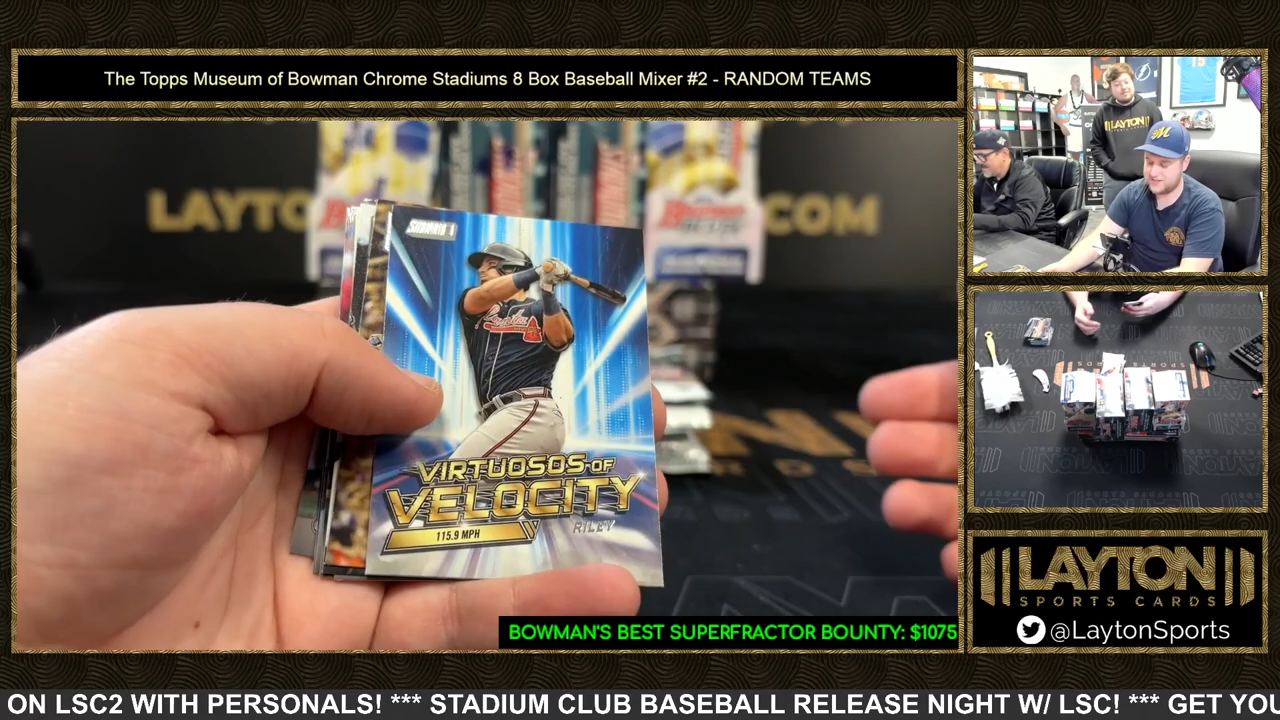 The Topps Museum of Bowman Chrome Stadiums 8 Box Baseball Mixer #2 - RANDOM TEAMS
LAYTON
.COM
VIRTUOSOS OF
VELOCITY
RILEY
115.9 MPH
BOWMAN'S BEST SUPERFRACTOR BOUNTY: $1075
LAYTON
SPORTS CARDS
@LaytonSports
ON LSC2 WITH PERSONALS! *** STADIUM CLUB BASEBALL RELEASE NIGHT W/ LSC! *** GET YOU